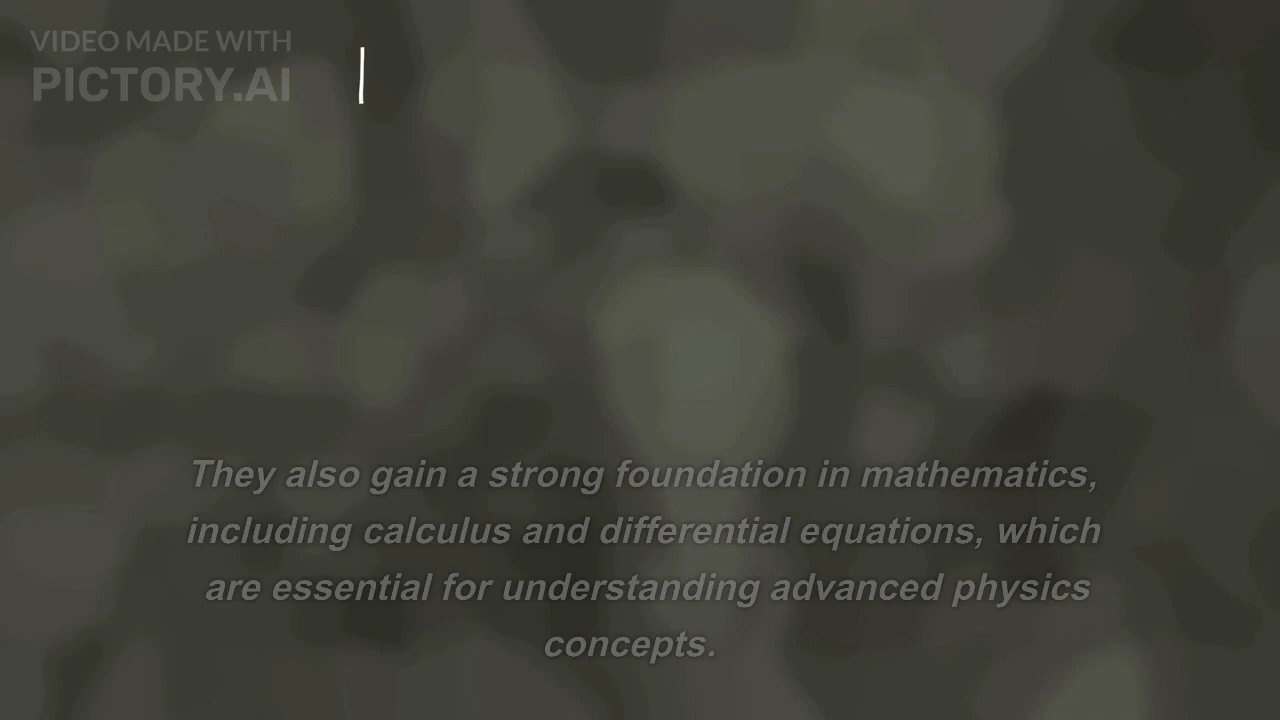 VIDEO MADE WITH
PICTORY.AI
They also gain a strong foundation in mathematics,
including calculus and differential equations, which
are essential for understanding advanced physics
concepts.